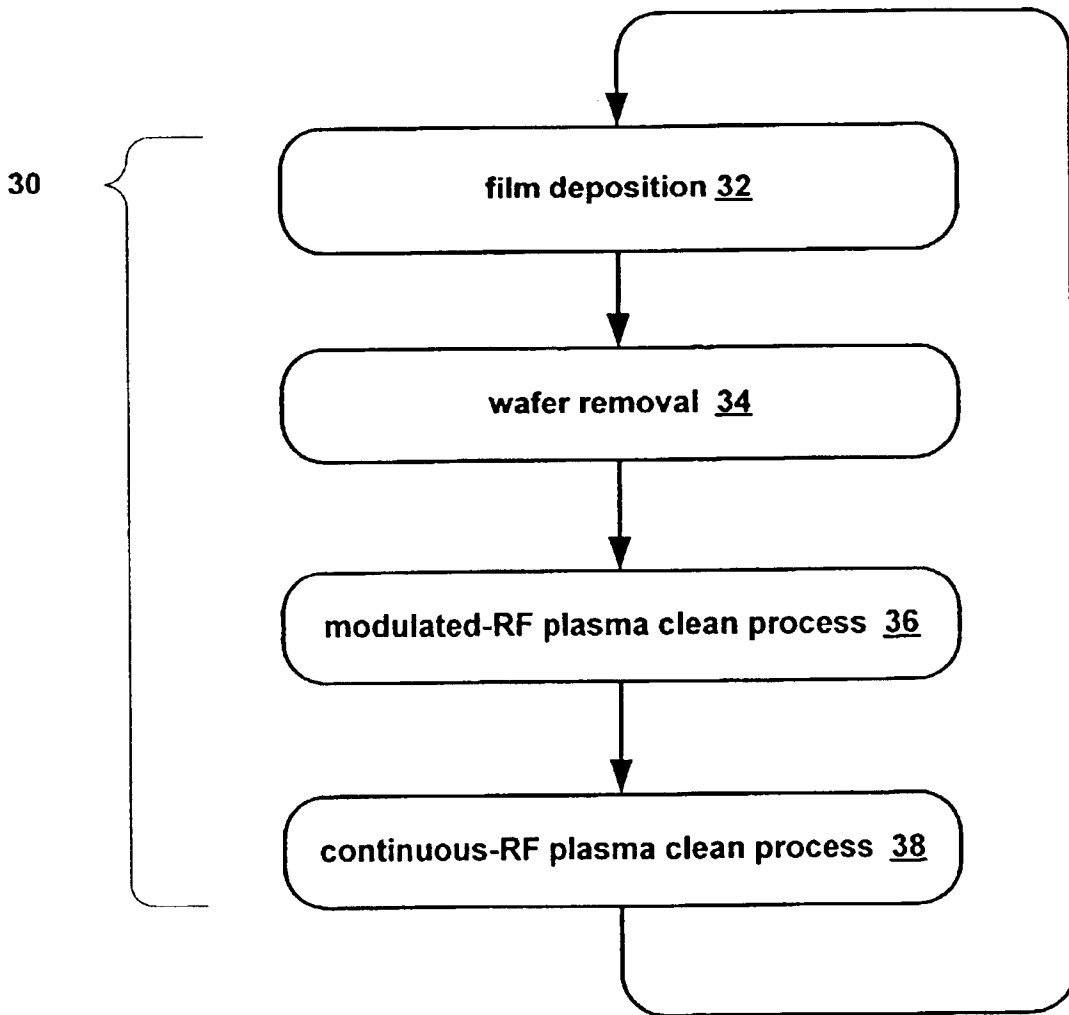 30
film deposition 32
wafer removal 34
modulated-RF plasma clean process 36
continuous-RF plasma clean process 38